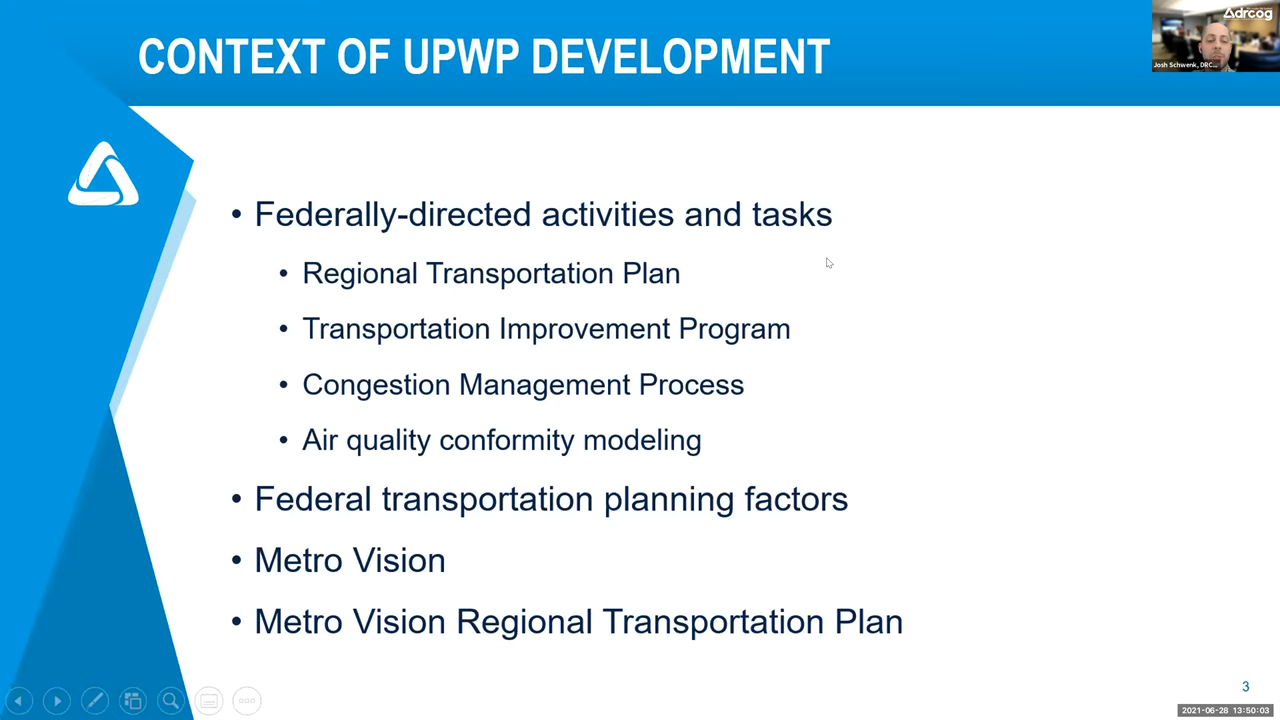 CONTEXT OF UPWP DEVELOPMENT
drcog
Josh Schwenk, DRC...
• Federally-directed activities and tasks
• Regional Transportation Plan
• Transportation Improvement Program
• Congestion Management Process
• Air quality conformity modeling
• Federal transportation planning factors
• Metro Vision
• Metro Vision Regional Transportation Plan
3
2021-06-28 13:50:03